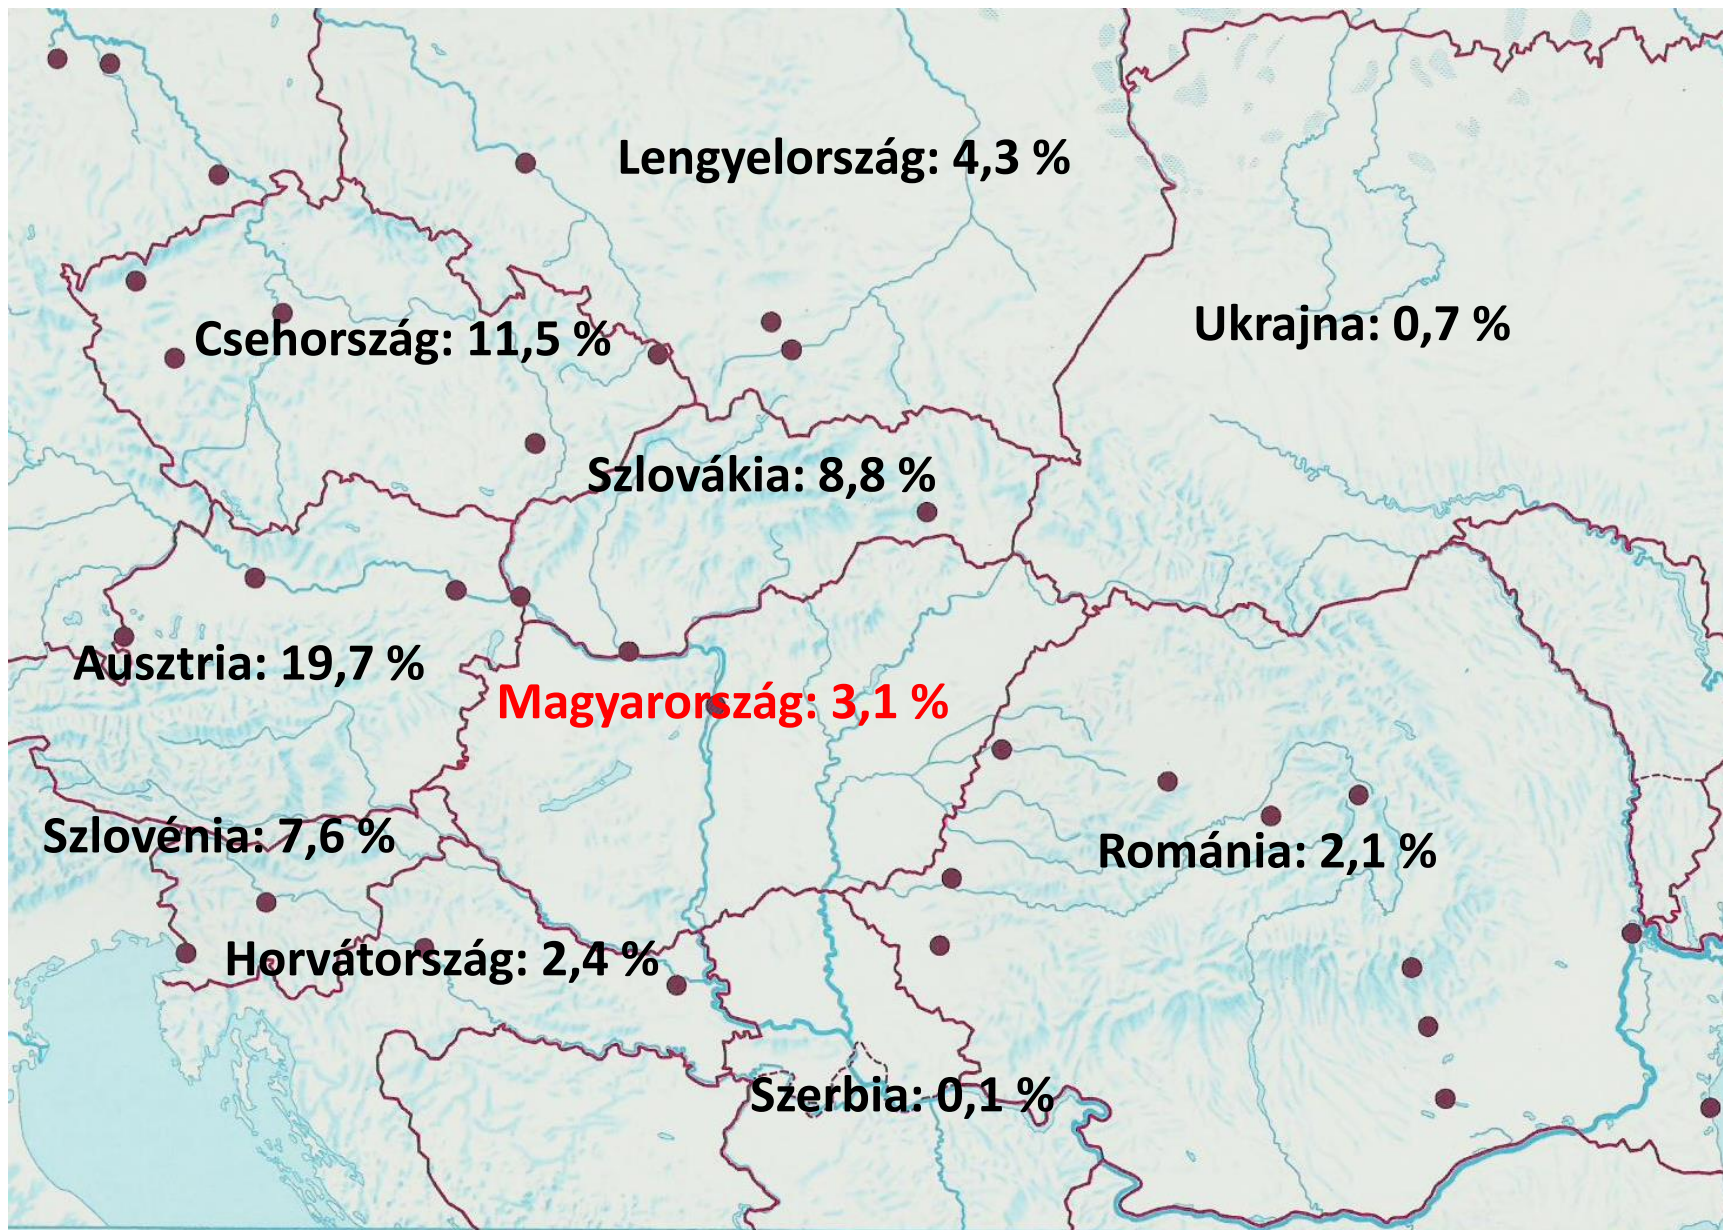 Lengyelország: 4,3 %
Ukrajna: 0,7 %
Csehország: 11,5 %
Szlovákia: 8,8 %
Ausztria: 19,7 %
Magyarország: 3,1 %
Szlovénia: 7,6 %
Románia: 2,1 %
Horvátország: 2,4 %
Szerbia: 0,1 %